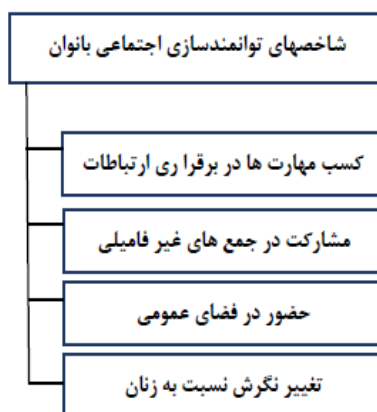 شاخصهای توانمندسازی اجتماعی بانوان
کسب مهارت ها در برقرا ری ارتباطات
مشارکت در جمع های غیر فامیلی
حضور در فضای عمومی
تغییر نگرش نسبت به زنان